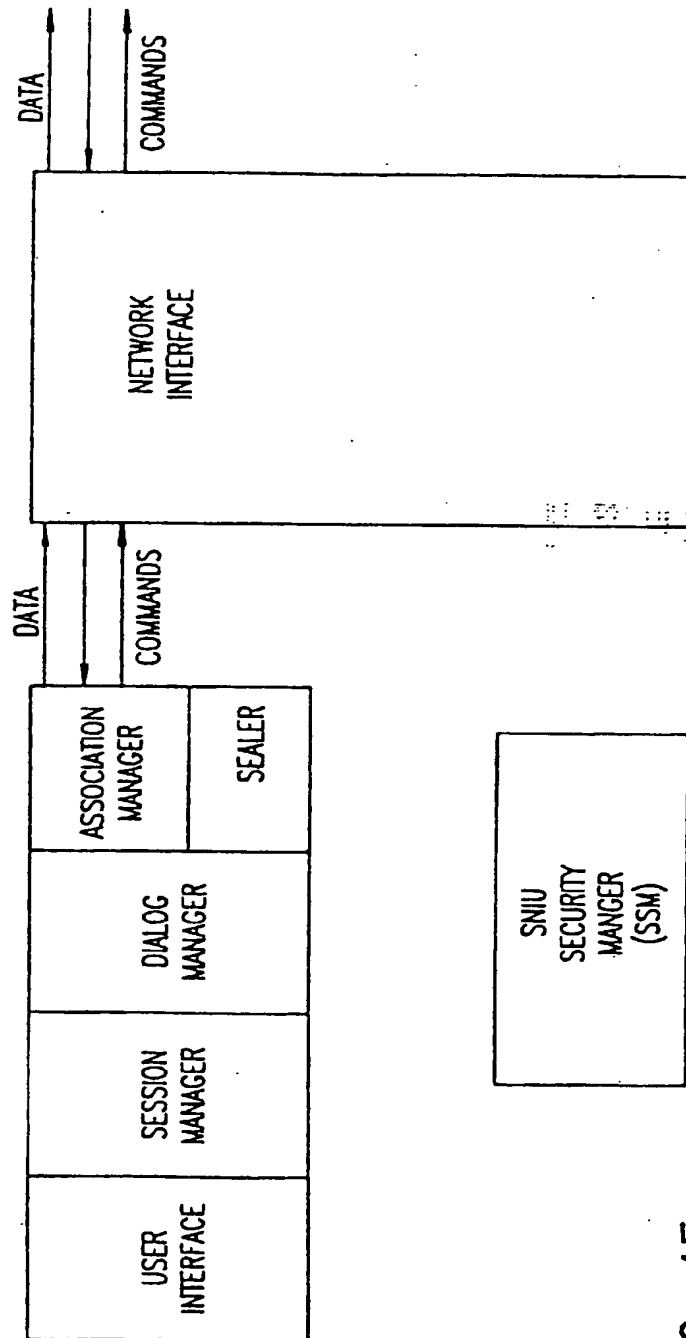 USER
INTERFACE
SESSION
MANAGER
DIALOG
MANAGER
ASSOCIATION
MANAGER
SEALER
DATA
COMMANDS
NETWORK
INTERFACE
DATA
COMMANDS
SNIU
SECURITY
MANGER
(SSM)